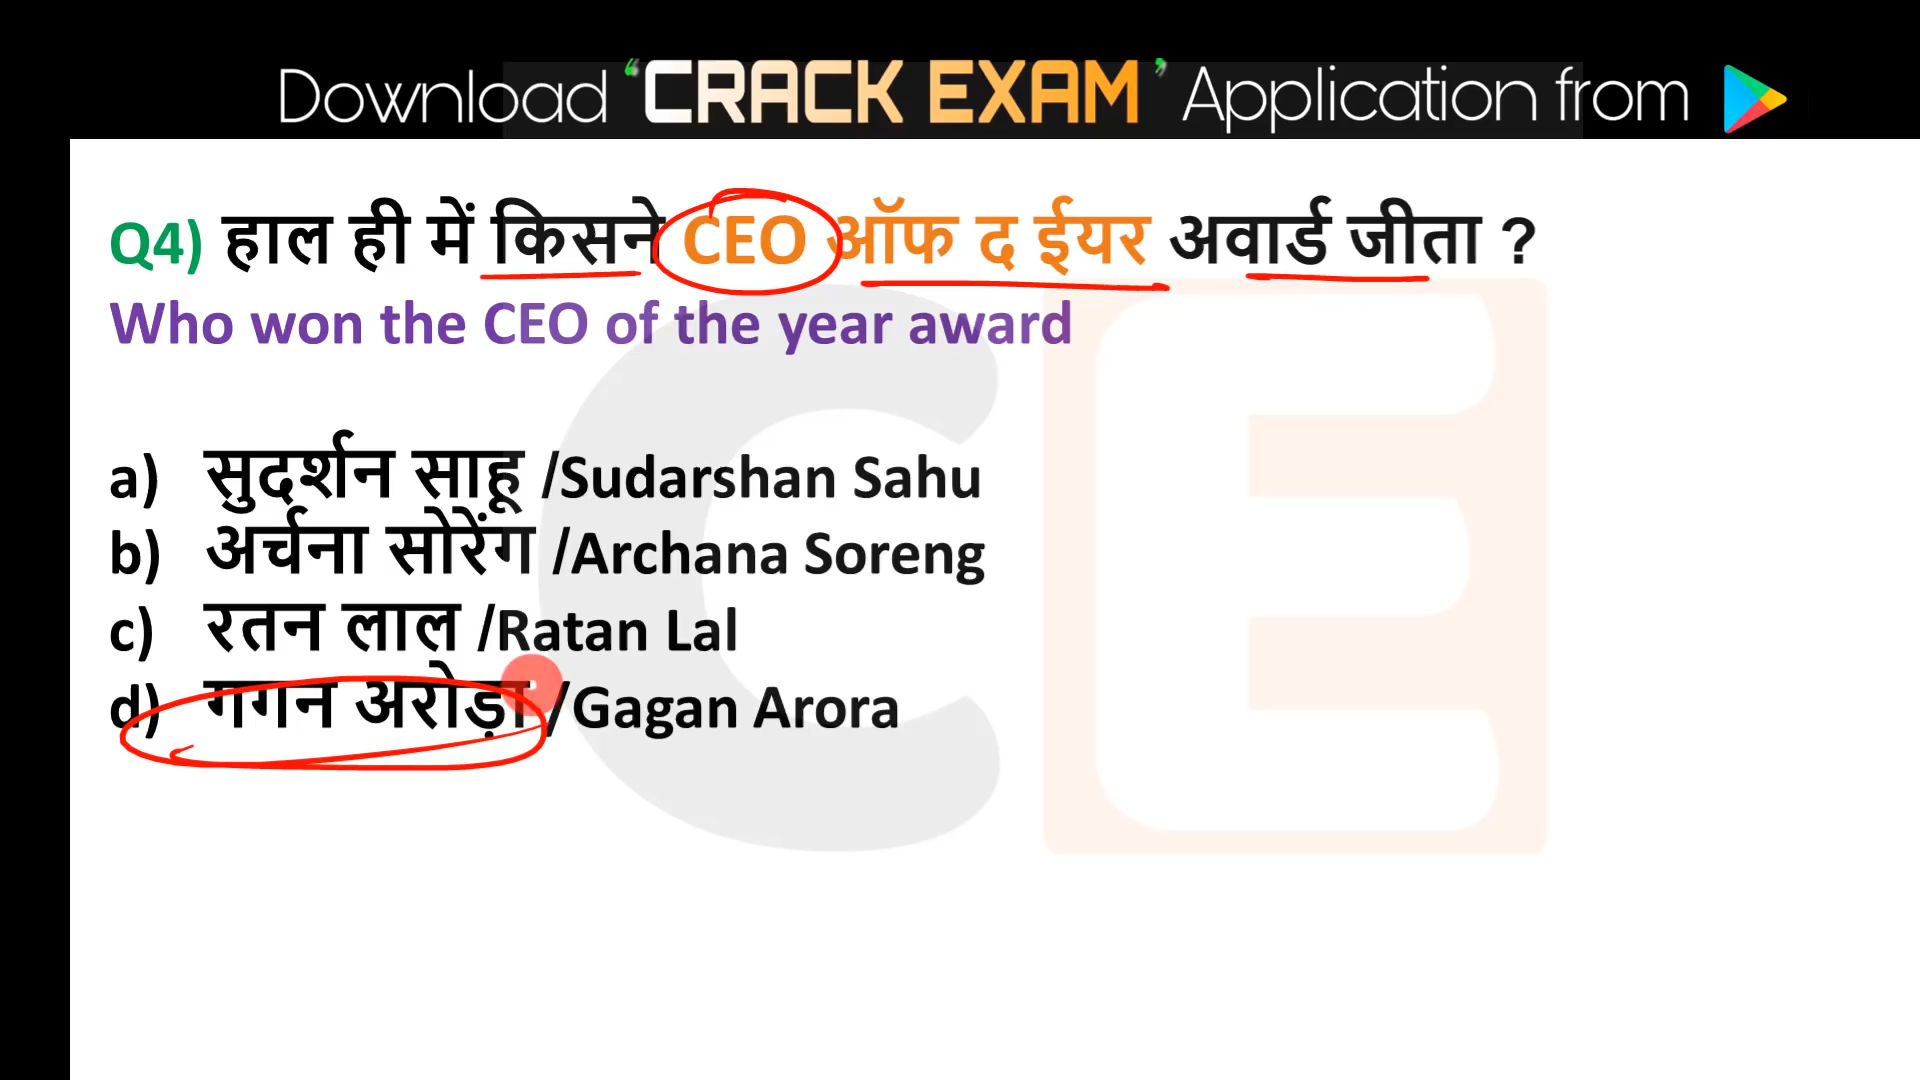 Download ‘CRACK EXAM’ Application from
Q4) हाल ही में किसने CEO ऑफ द ईयर अवार्ड जीता ?
Who won the CEO of the year award
a) सुदर्शन साहू /Sudarshan Sahu
b) अर्चना सोरेंग /Archana Soreng
c) रतन लाल /Ratan Lal
d) गगन अरोड़ा /Gagan Arora
CE